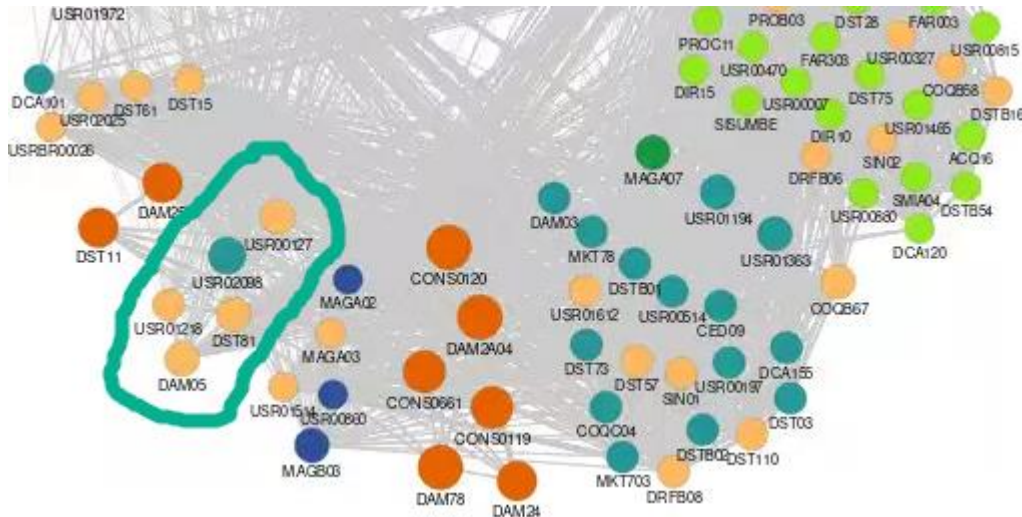 USR01972
PROB03
DST28
FAR003
PROC11
USR00327
USR00815
USR00470
FAR303
DIR15
COQB58
DCA101
DST61
DST15
USR02025
USR00007
DST75
DSTB16
SISUMBE
DIR10
USR01465
USRBR00026
SIN02
ACQ16
MAGA07
DRFB06
DAM25
USR01194
USR00680
SMIA04
DSTB54
DAM03
DST11
USR00127
DCA120
MKT78
USR01363
USR02098
CONS0120
DSTB01
MAGA02
COQB67
USR01218
USR01612
USR00514
CED09
DST81
DAM2A04
MAGA03
DAM05
DST73
DST57
USR00197
DCA155
CONS0661
SIN01
USR01514
USR00860
CONS0119
COQC04
DST03
DSTB02
DST110
MAGB03
MKT703
DRFB08
DAM78
DAM24